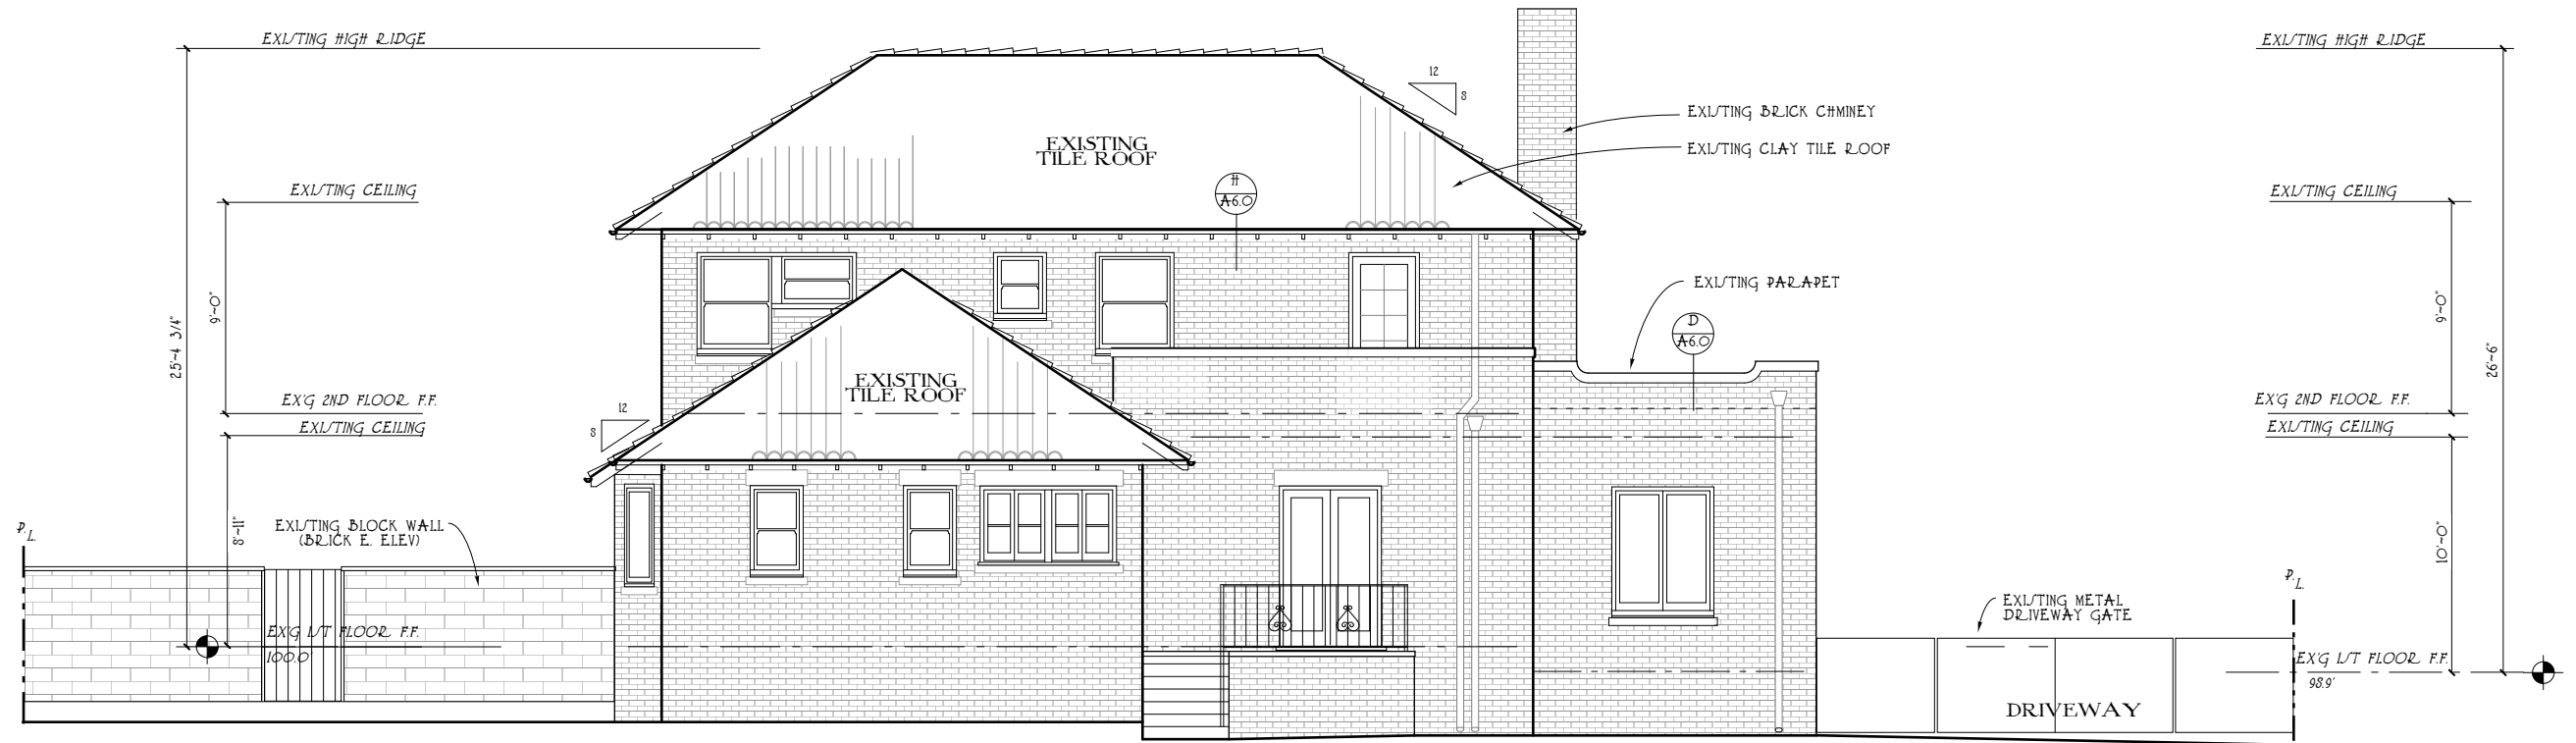 EXISTING HIGH RIDGE
EXISTING HIGH RIDGE
12
8
EXISTING BRICK CHMINEY
EXISTING TILE ROOF
EXISTING CLAY TILE ROOF
H
A6.0
EXISTING CEILING
EXISTING CEILING
EXISTING PARAPET
9'~0"
25'~4 3/4"
D
A6.0
9'~0"
26'~6"
EXISTING
TILE ROOF
EX'G 2ND FLOOR F.F.
EX'G 2ND FLOOR F.F.
12
8
EXISTING CEILING
EXISTING CEILING
P.L.
EXISTING BLOCK WALL
(BRICK E. ELEV)
8'~11"
10'~0"
P.L.
EXISTING METAL
DRIVEWAY GATE
EX'G 1ST FLOOR F.F.
100.0'
EX'G 1ST FLOOR F.F.
98.9'
DRIVEWAY